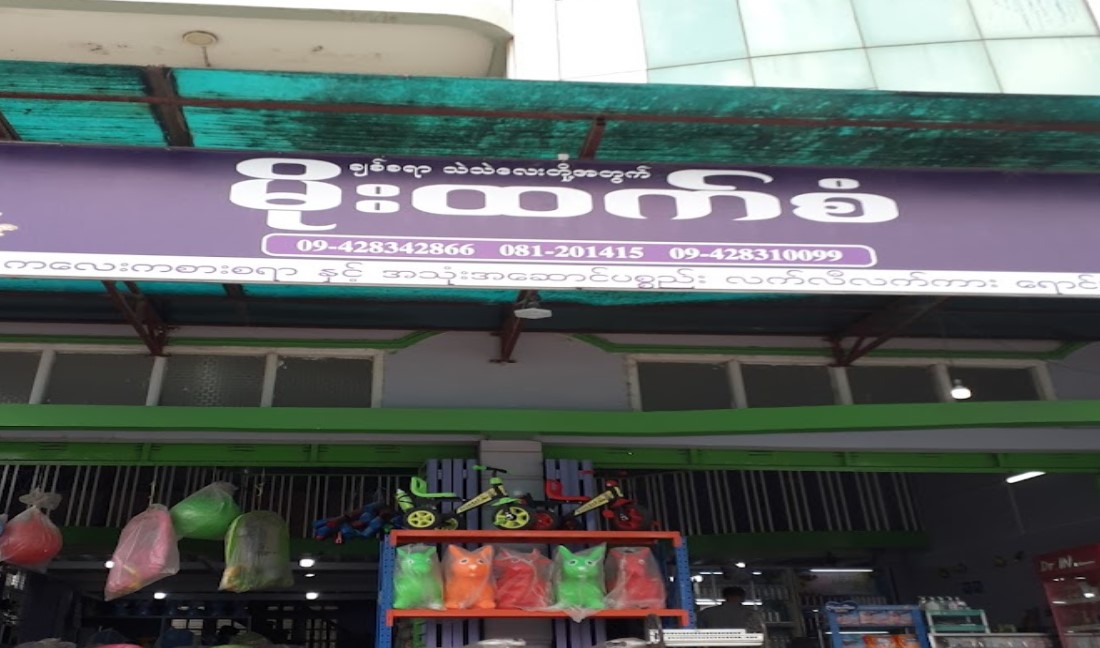 ချစ်စရာ သဲသဲလေးတို့အတွက်
မိုးထက်စံ
09-428342866 081-201415 09-428310099
ကလေးကစားစရာ နှင့် အသုံးအဆောင်ပစ္စည်း လက်လီလက်ကား ရောင်း